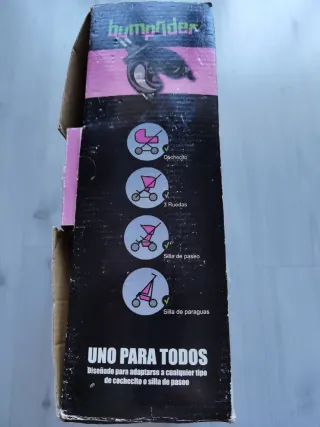 bumprider
Cochecito
3 Ruedas
Silla de paseo
Silla de paraguas
UNO PARA TODOS
Diseñado para adaptarse a cualquier tipo
de cochecito o silla de paseo